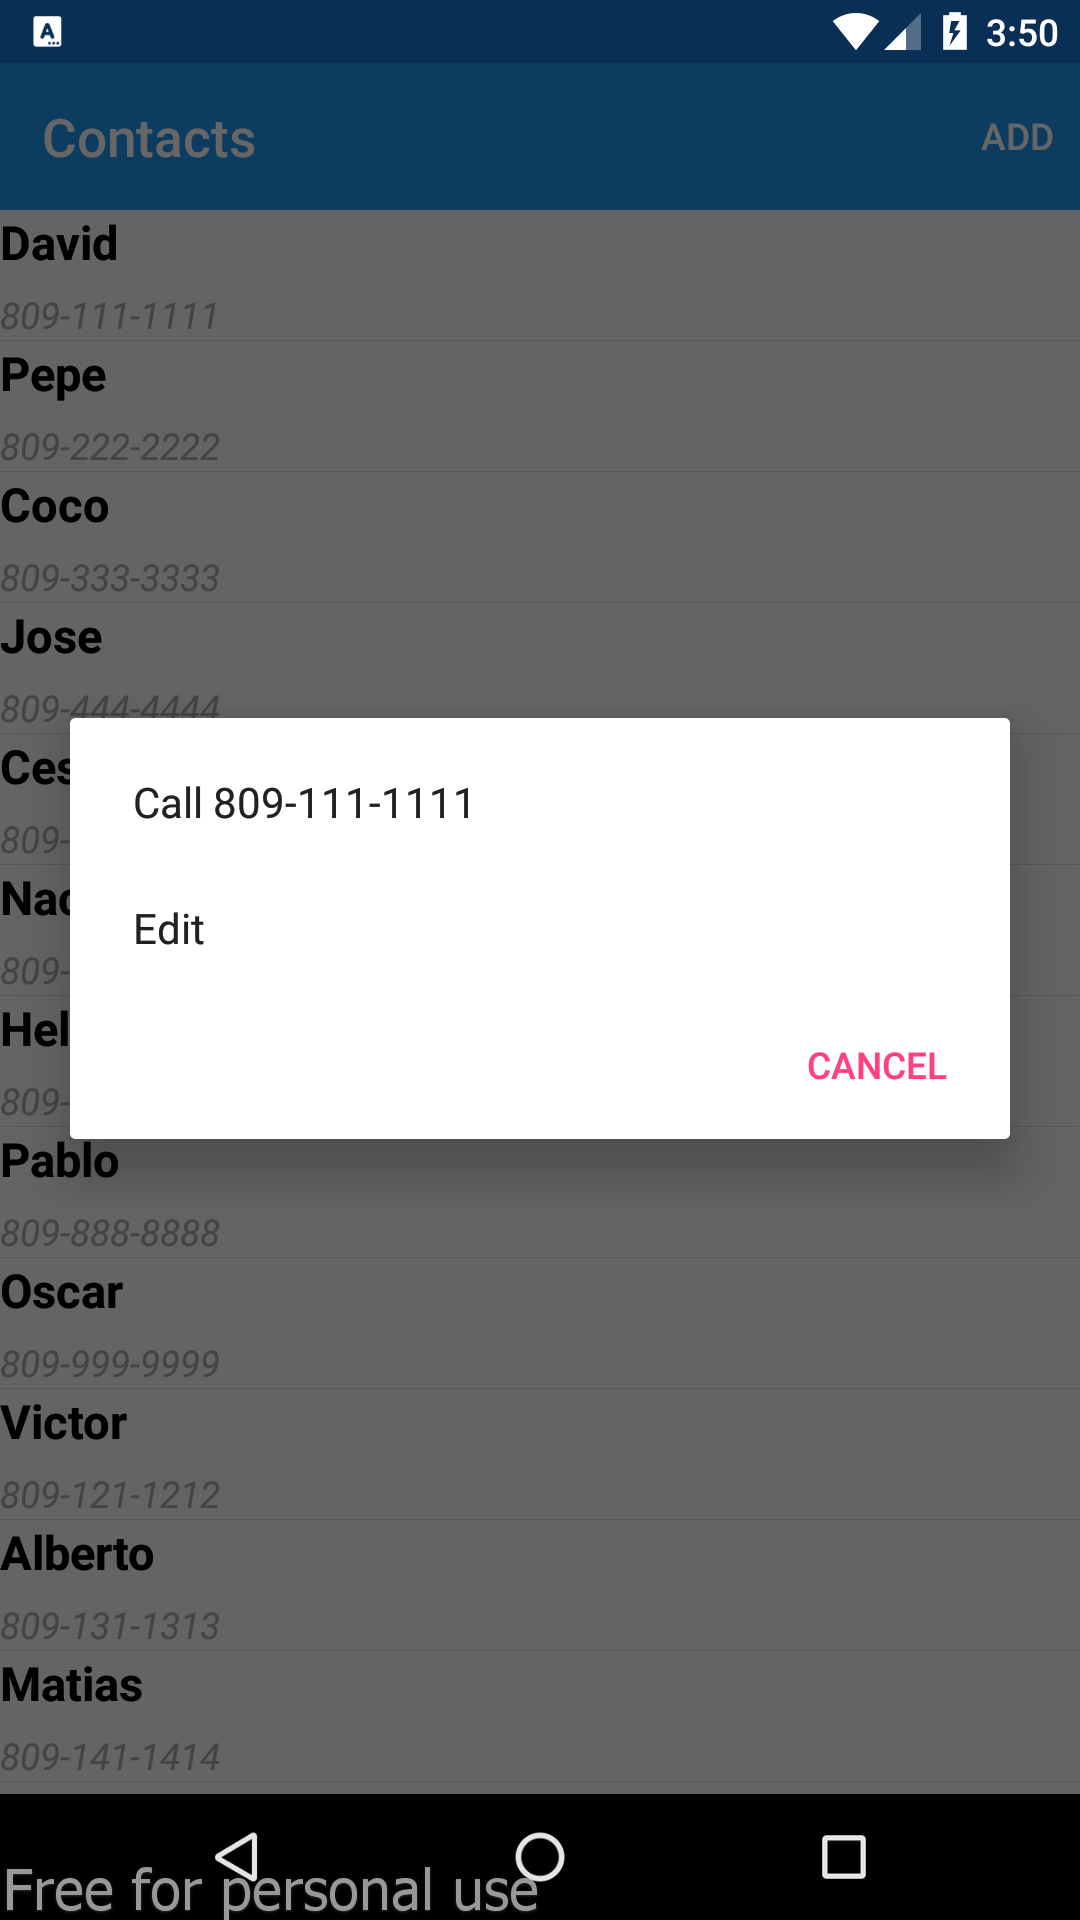 3:50
Contacts
ADD
David
809-111-1111
Pepe
809-222-2222
Coco
809-333-3333
Jose
809-444-4444
Ces
809-
Call 809-111-1111
Nac
Edit
809-
Hel
CANCEL
809-
Pablo
809-888-8888
Oscar
809-999-9999
Victor
809-121-1212
Alberto
809-131-1313
Matias
809-141-1414
Free for personal use